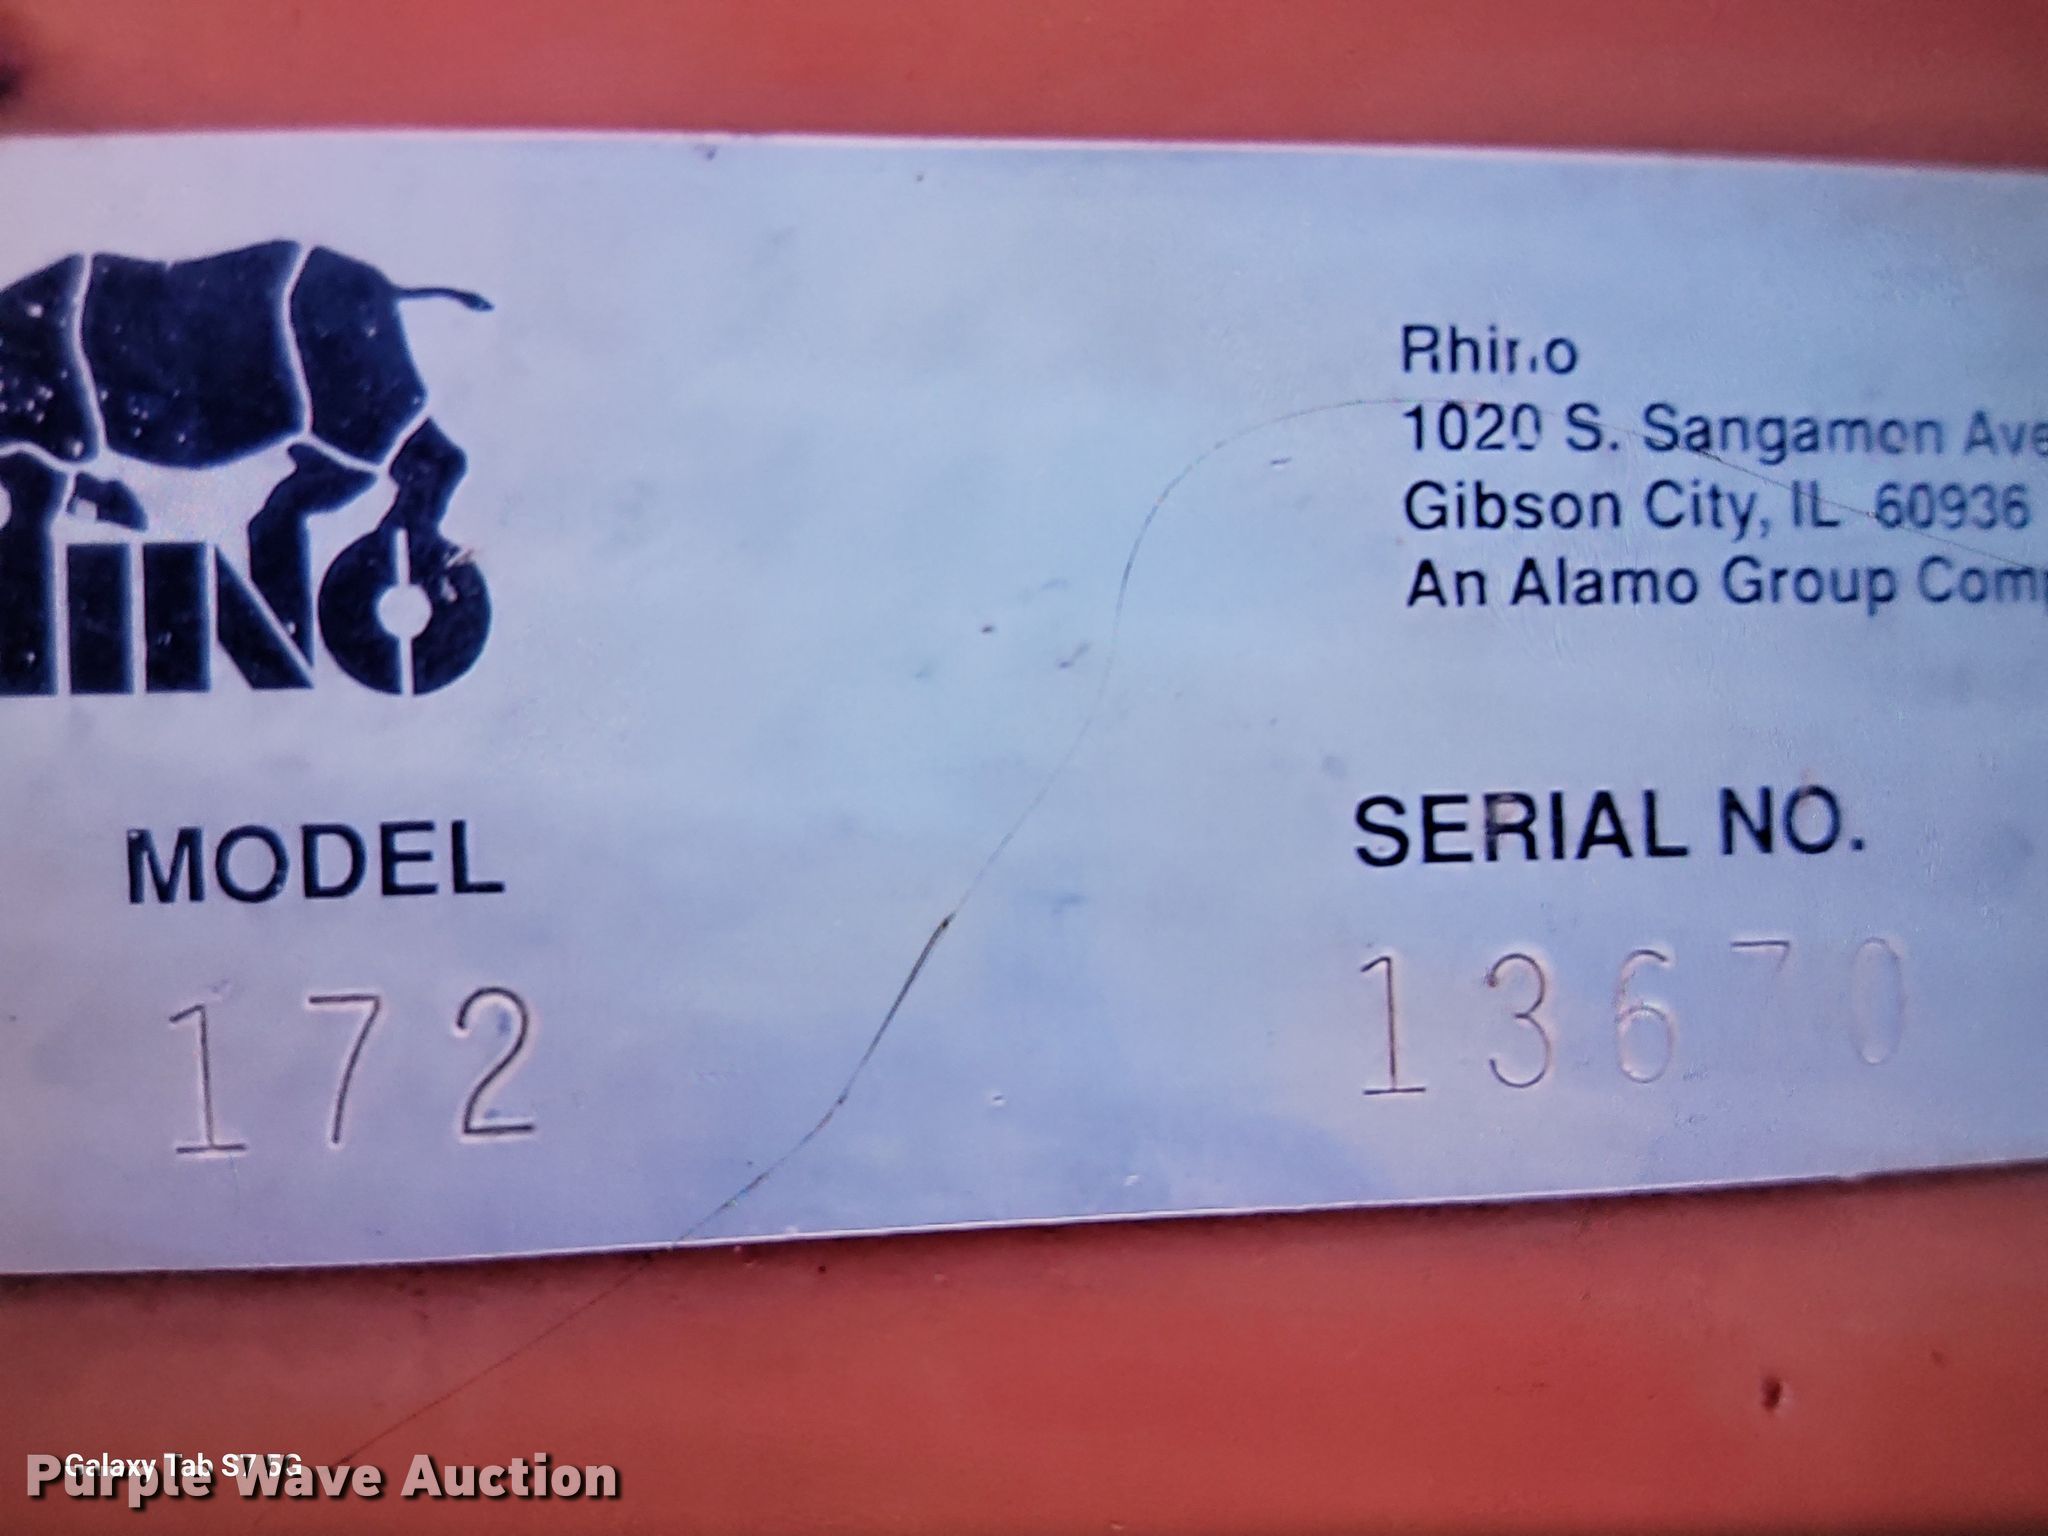 HINO
Rhino
1020 S. Sangamon Ave
Gibson City, IL 60936
An Alamo Group Comp
MODEL
SERIAL NO.
172
13670
Galaxy Tab S7 5G
Purple Wave Auction